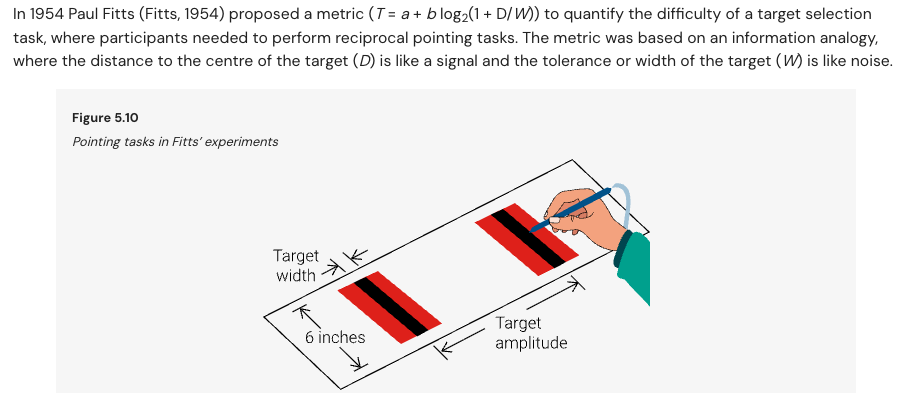 In 1954 Paul Fitts (Fitts, 1954) proposed a metric (T = a + b log₂(1 + D/W)) to quantify the difficulty of a target selection
task, where participants needed to perform reciprocal pointing tasks. The metric was based on an information analogy,
where the distance to the centre of the target (D) is like a signal and the tolerance or width of the target (W) is like noise.
Figure 5.10
Pointing tasks in Fitts’ experiments
Target
width
6 inches
Target
amplitude